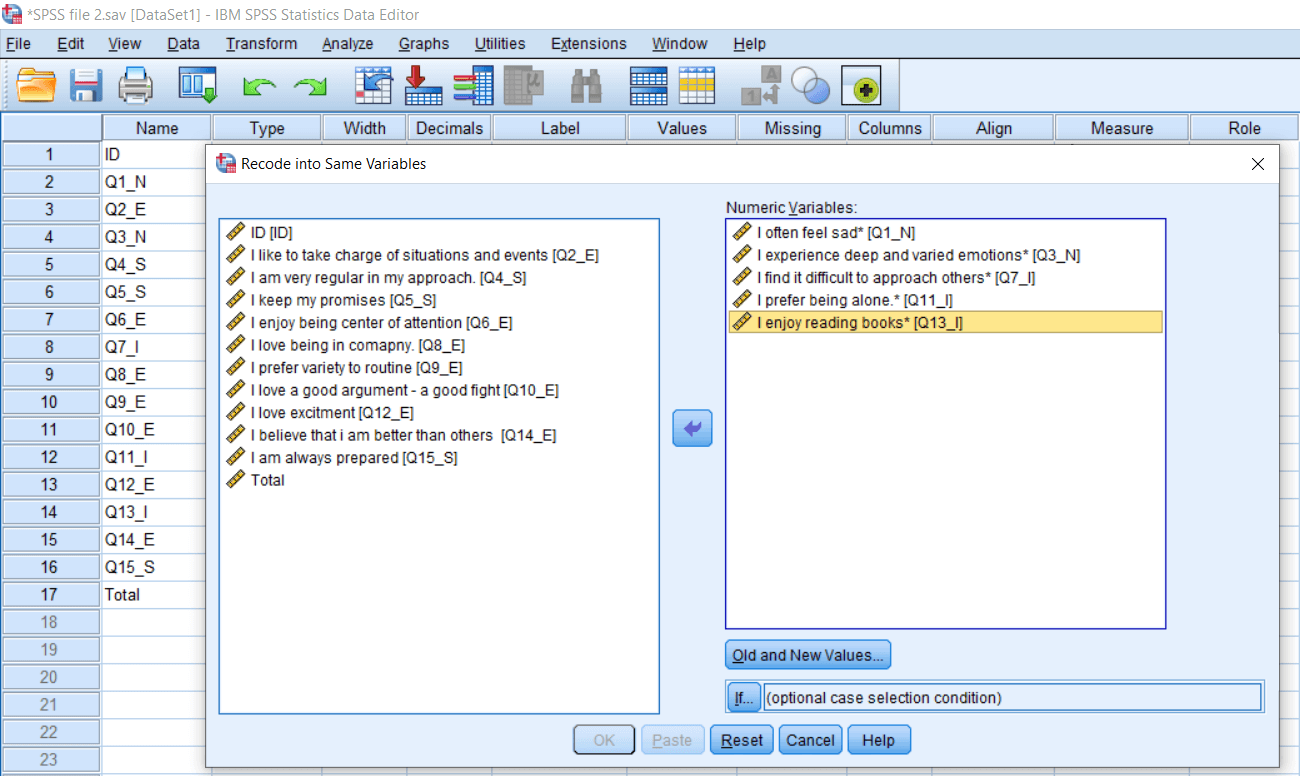 *SPSS file 2.sav [DataSet1] - IBM SPSS Statistics Data Editor
File Edit View Data Transform Analyze Graphs Utilities Extensions Window Help
Name Type Width Decimals Label Values Missing Columns Align Measure Role
1 ID
2 Q1_N
3 Q2_E
4 Q3_N
5 Q4_S
6 Q5_S
7 Q6_E
8 Q7_I
9 Q8_E
10 Q9_E
11 Q10_E
12 Q11_I
13 Q12_E
14 Q13_I
15 Q14_E
16 Q15_S
17 Total
18
19
20
21
22
23
Recode into Same Variables
ID [ID]
I like to take charge of situations and events [Q2_E]
I am very regular in my approach. [Q4_S]
I keep my promises [Q5_S]
I enjoy being center of attention [Q6_E]
I love being in comapny. [Q8_E]
I prefer variety to routine [Q9_E]
I love a good argument - a good fight [Q10_E]
I love excitment [Q12_E]
I believe that i am better than others [Q14_E]
I am always prepared [Q15_S]
Total
Numeric Variables:
I often feel sad* [Q1_N]
I experience deep and varied emotions* [Q3_N]
I find it difficult to approach others* [Q7_I]
I prefer being alone.* [Q11_I]
I enjoy reading books* [Q13_I]
Old and New Values...
If... (optional case selection condition)
OK Paste Reset Cancel Help